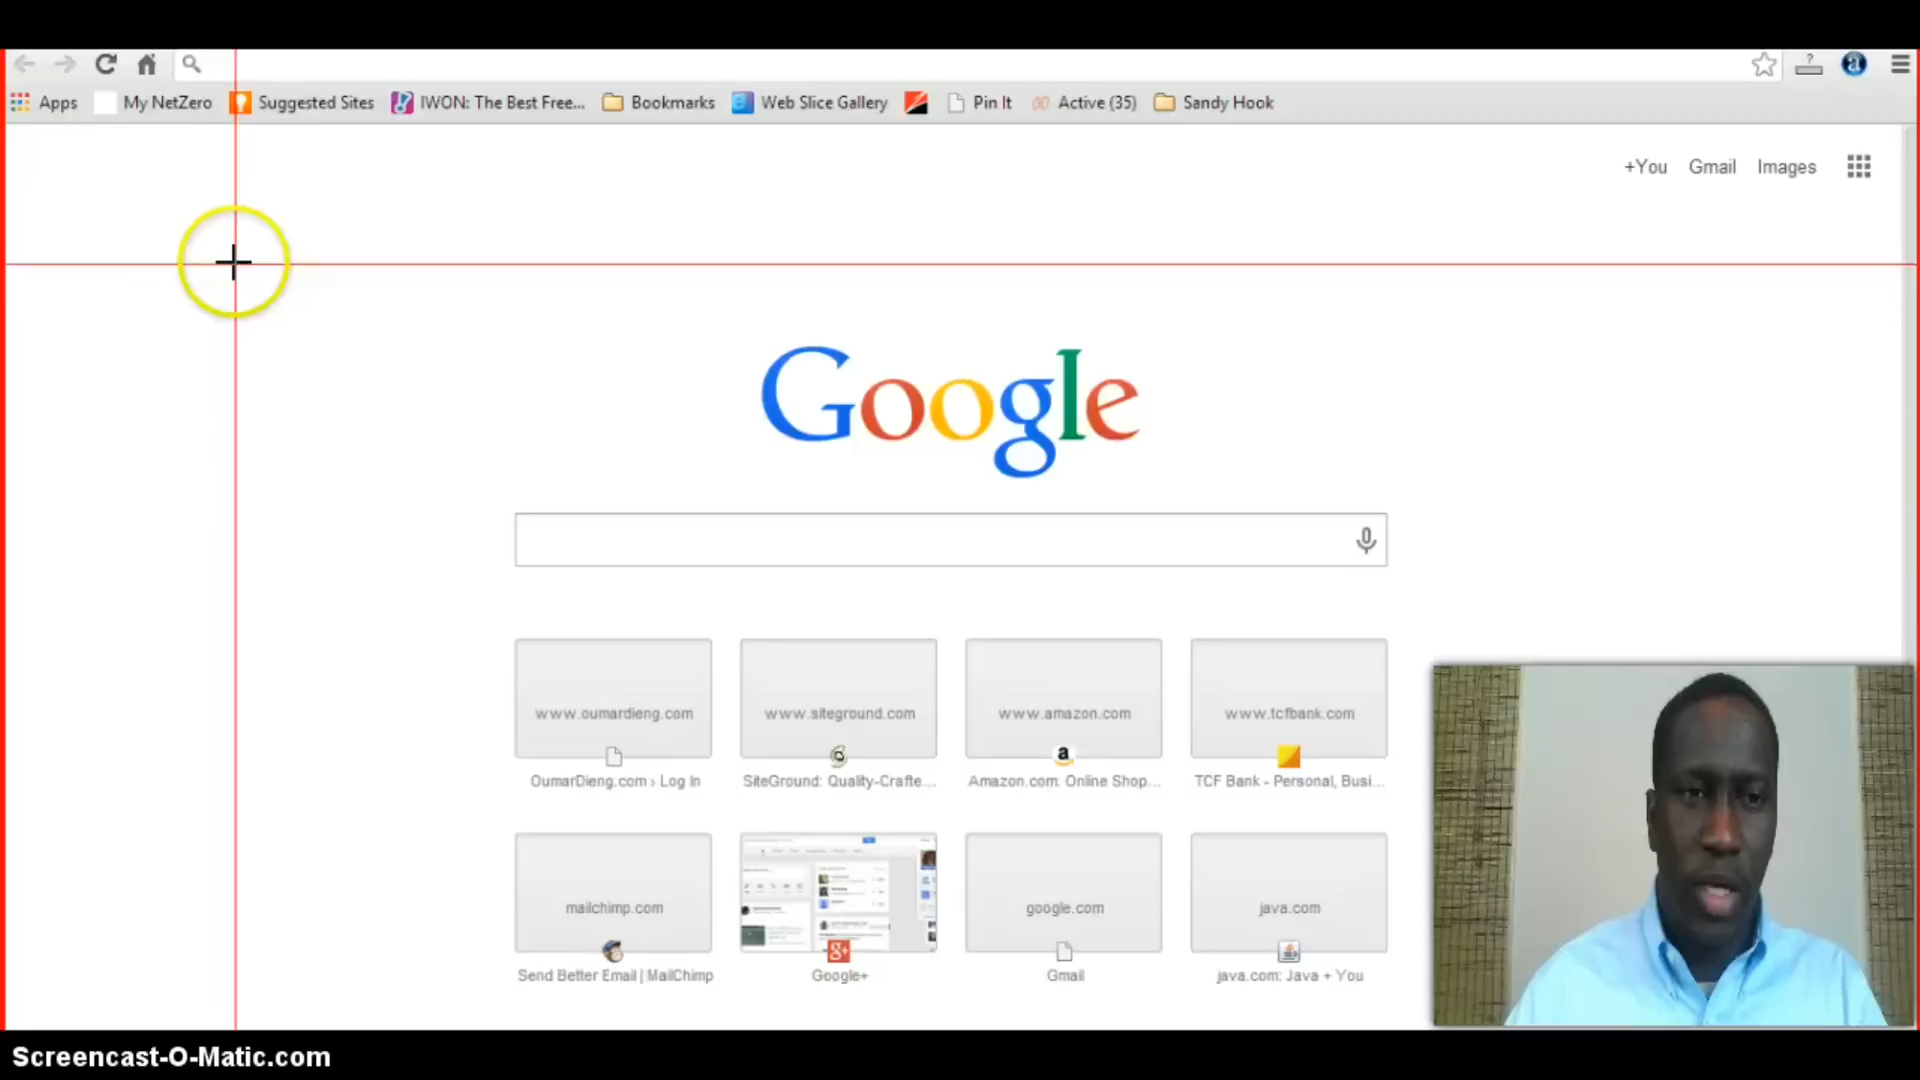 Apps My NetZero Suggested Sites IWON: The Best Free... Bookmarks Web Slice Gallery Pin It Active (35) Sandy Hook
+You Gmail Images
Google
www.oumardieng.com www.siteground.com www.amazon.com www.tcfbank.com
OumarDieng.com › Log In SiteGround: Quality-Crafte... Amazon.com: Online Shop... TCF Bank - Personal, Busi...
mailchimp.com google.com java.com
Send Better Email | MailChimp Google+ Gmail java.com: Java + You
Screencast-O-Matic.com